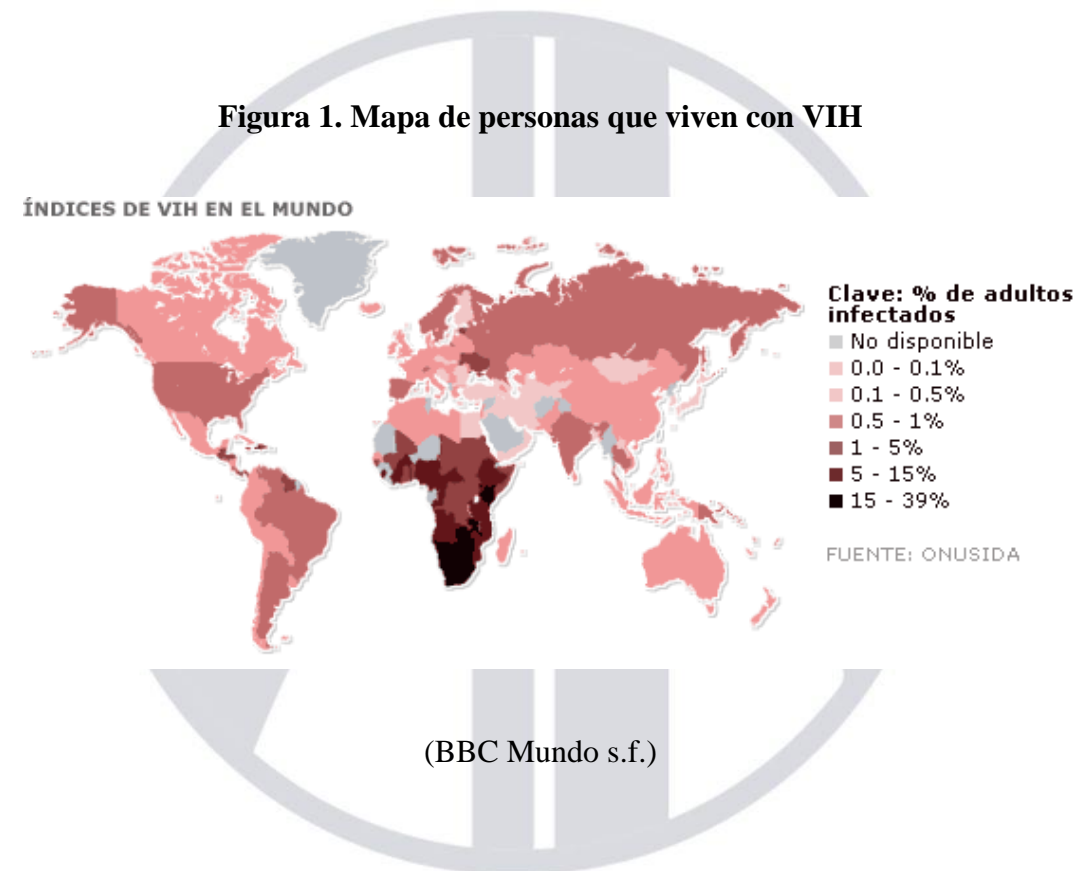 Figura 1. Mapa de personas que viven con VIH
ÍNDICES DE VIH EN EL MUNDO
Clave: % de adultos
infectados
No disponible
0.0 - 0.1%
0.1 - 0.5%
0.5 - 1%
1 - 5%
5 - 15%
15 - 39%
FUENTE: ONUSIDA
(BBC Mundo s.f.)